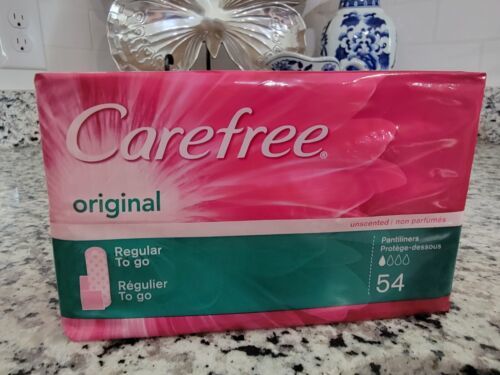 Carefree®
original
unscented / non parfumés
Regular
To go
Régulier
To go
Pantiliners
Protège-dessous
54